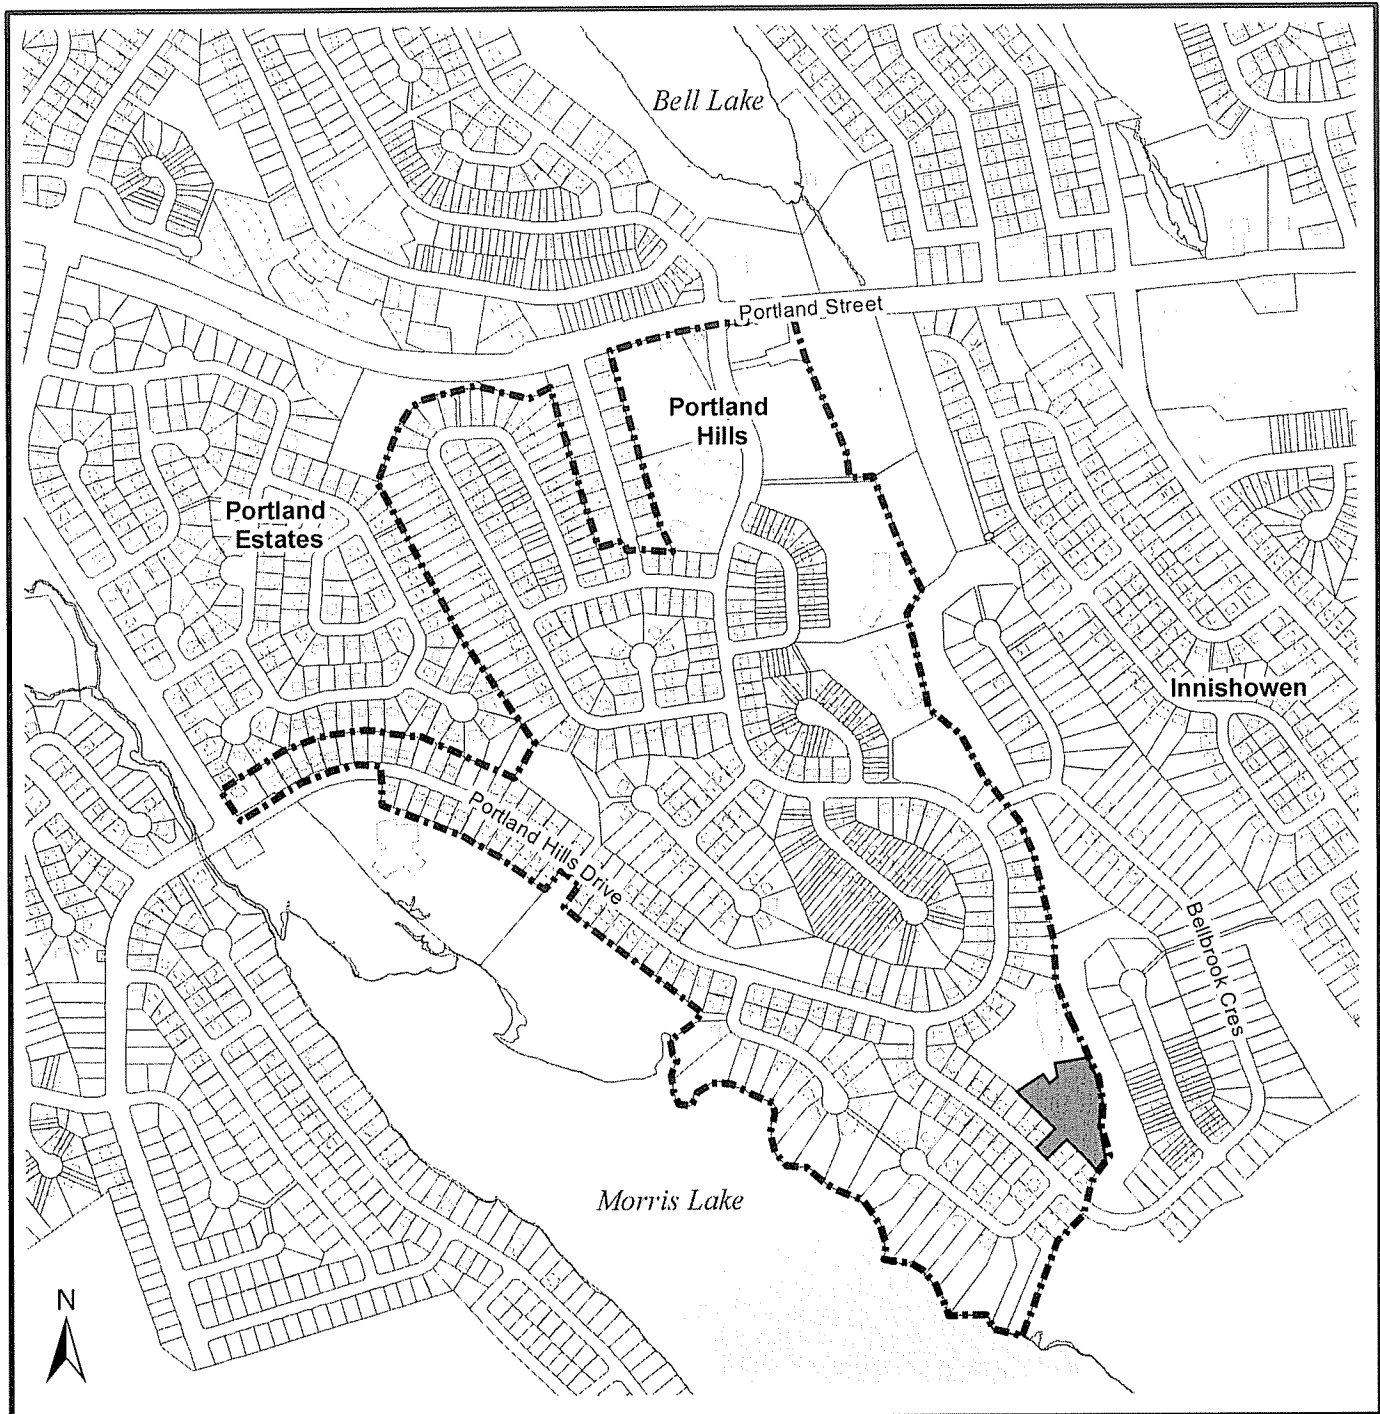 Bell Lake
Portland Street
Portland
Hills
Portland
Estates
Innishowen
Portland Hills Drive
Bellbrook Cres
Morris Lake
N